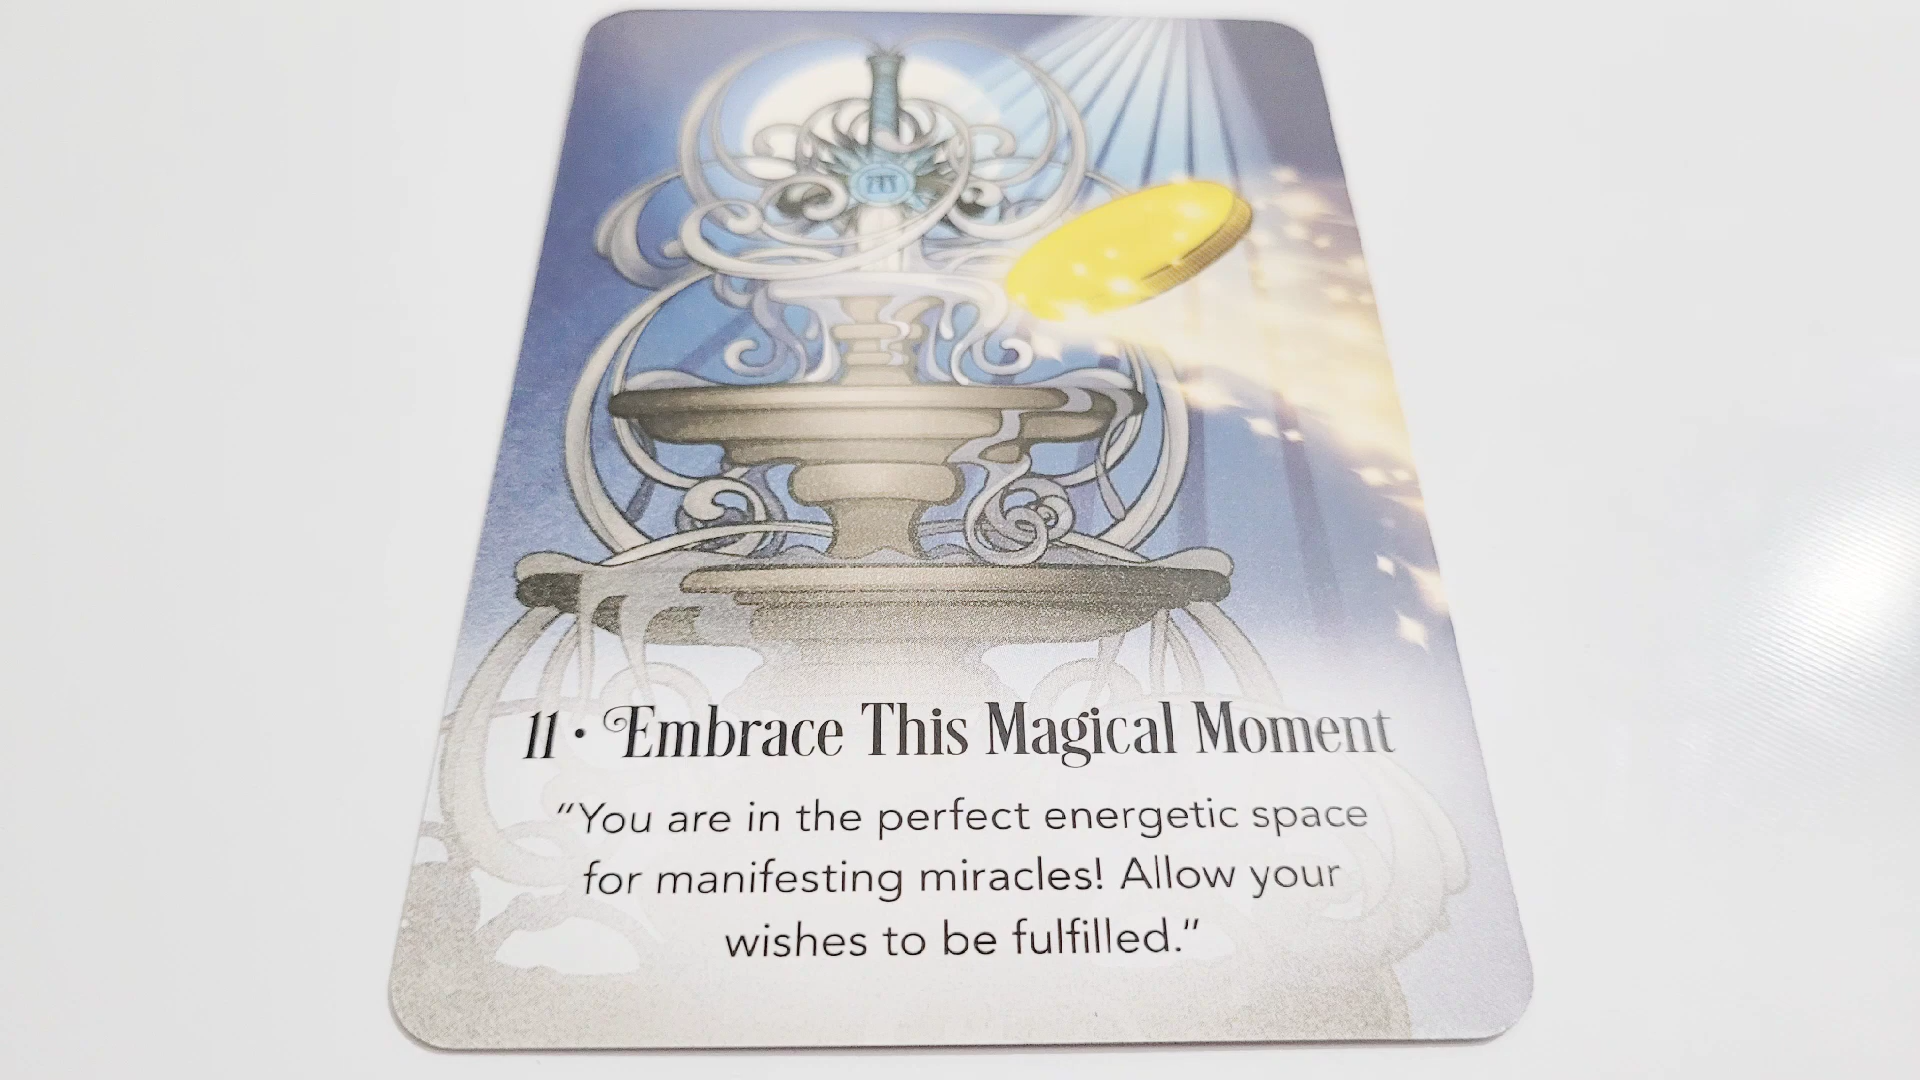 11 • Embrace This Magical Moment
"You are in the perfect energetic space
for manifesting miracles! Allow your
wishes to be fulfilled."